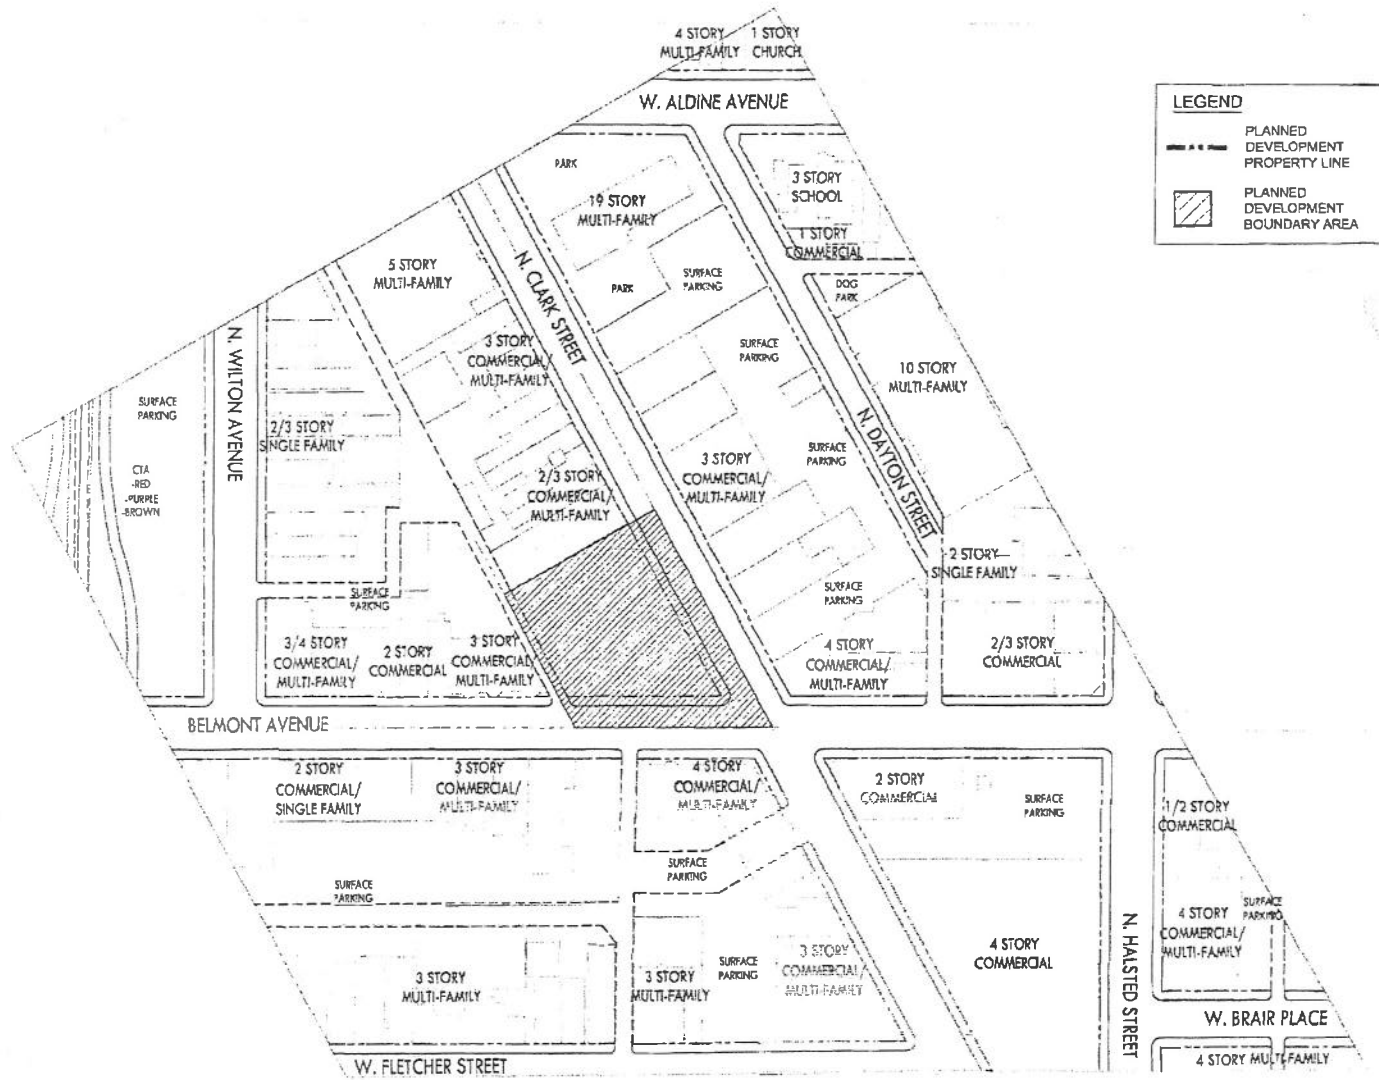 4 STORY
MULTI-FAMILY
1 STORY
CHURCH
W. ALDINE AVENUE
LEGEND
PLANNED
DEVELOPMENT
PROPERTY LINE
PLANNED
DEVELOPMENT
BOUNDARY AREA
PARK
3 STORY
SCHOOL
19 STORY
MULTI-FAMILY
1 STORY
COMMERCIAL
5 STORY
MULTI-FAMILY
N. CLARK STREET
PARK
SURFACE
PARKING
DOG
PARK
N. WILTON AVENUE
3 STORY
COMMERCIAL/
MULTI-FAMILY
SURFACE
PARKING
10 STORY
MULTI-FAMILY
SURFACE
PARKING
2/3 STORY
SINGLE FAMILY
N. DAYTON STREET
SURFACE
PARKING
CTA
-RED
-PURPLE
-BROWN
2/3 STORY
COMMERCIAL/
MULTI-FAMILY
3 STORY
COMMERCIAL
MULTI-FAMILY
2 STORY
SINGLE FAMILY
SURFACE
PARKING
SURFACE
PARKING
3/4 STORY
COMMERCIAL/
MULTI-FAMILY
2 STORY
COMMERCIAL
3 STORY
COMMERCIAL/
MULTI-FAMILY
4 STORY
COMMERCIAL/
MULTI-FAMILY
2/3 STORY
COMMERCIAL
BELMONT AVENUE
2 STORY
COMMERCIAL/
SINGLE FAMILY
3 STORY
COMMERCIAL/
MULTI-FAMILY
4 STORY
COMMERCIAL/
MULTI-FAMILY
2 STORY
COMMERCIAL
SURFACE
PARKING
1/2 STORY
COMMERCIAL
SURFACE
PARKING
SURFACE
PARKING
SURFACE
PARKING
4 STORY
COMMERCIAL/
MULTI-FAMILY
N. HALSTED STREET
3 STORY
MULTI-FAMILY
3 STORY
MULTI-FAMILY
SURFACE
PARKING
3 STORY
COMMERCIAL/
MULTI-FAMILY
4 STORY
COMMERCIAL
W. BRAIR PLACE
W. FLETCHER STREET
4 STORY MULTI-FAMILY